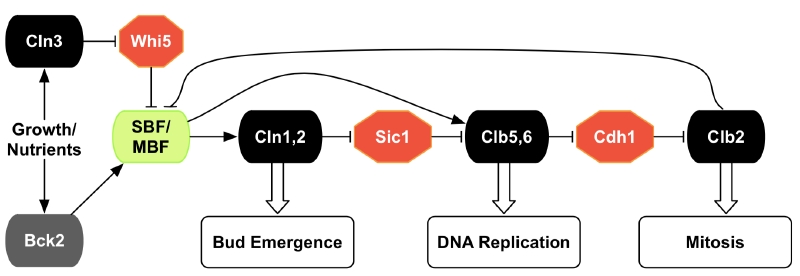 Cln3
Whi5
Growth/
Nutrients
SBF/
MBF
Cln1,2
Sic1
Clb5,6
Cdh1
Clb2
Bck2
Bud Emergence
DNA Replication
Mitosis